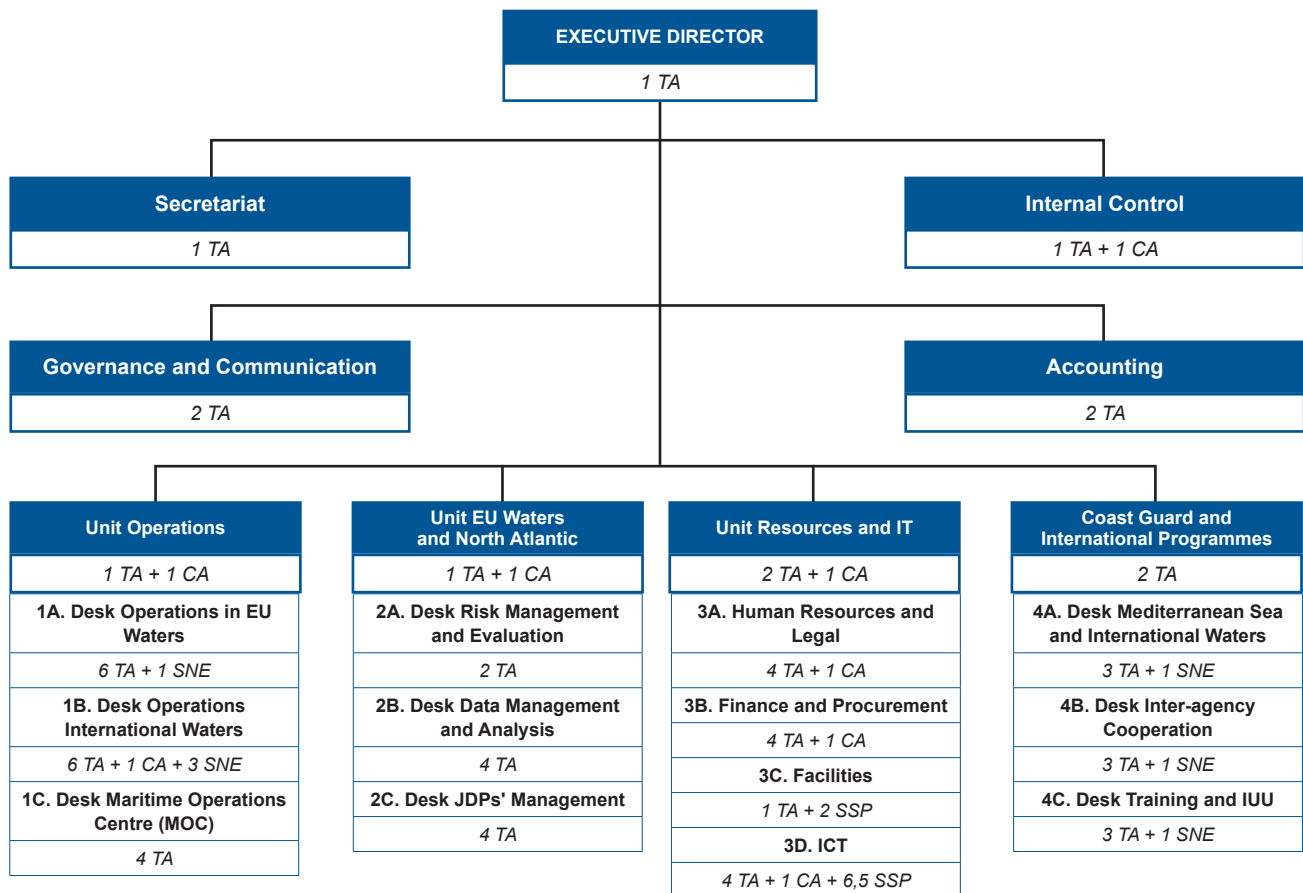 EXECUTIVE DIRECTOR
1 TA
Secretariat
1 TA
Internal Control
1 TA + 1 CA
Governance and Communication
2 TA
Accounting
2 TA
Unit Operations
1 TA + 1 CA
1A. Desk Operations in EU
Waters
6 TA + 1 SNE
1B. Desk Operations
International Waters
6 TA + 1 CA + 3 SNE
1C. Desk Maritime Operations
Centre (MOC)
4 TA
Unit EU Waters
and North Atlantic
1 TA + 1 CA
2A. Desk Risk Management
and Evaluation
2 TA
2B. Desk Data Management
and Analysis
4 TA
2C. Desk JDPs' Management
4 TA
Unit Resources and IT
2 TA + 1 CA
3A. Human Resources and
Legal
4 TA + 1 CA
3B. Finance and Procurement
4 TA + 1 CA
3C. Facilities
1 TA + 2 SSP
3D. ICT
4 TA + 1 CA + 6,5 SSP
Coast Guard and
International Programmes
2 TA
4A. Desk Mediterranean Sea
and International Waters
3 TA + 1 SNE
4B. Desk Inter-agency
Cooperation
3 TA + 1 SNE
4C. Desk Training and IUU
3 TA + 1 SNE